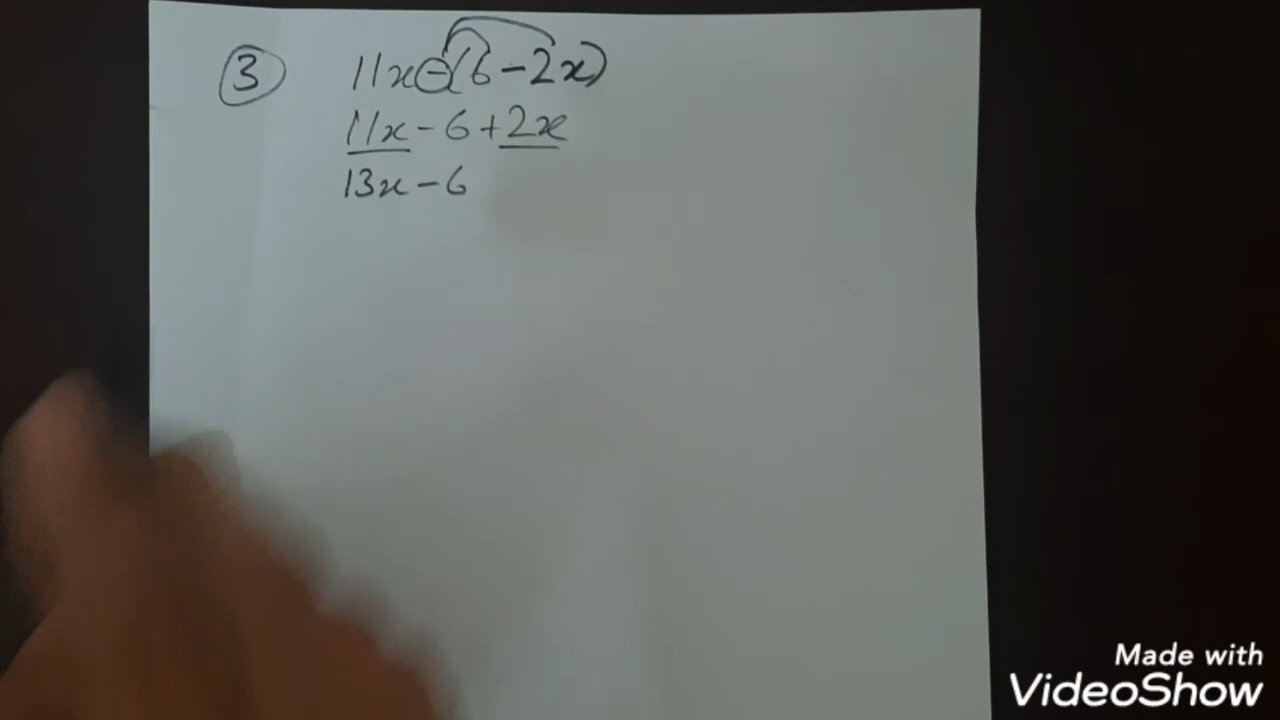 ③ 11x-(6-2x)
11x-6+2x
13x-6
Made with
VideoShow